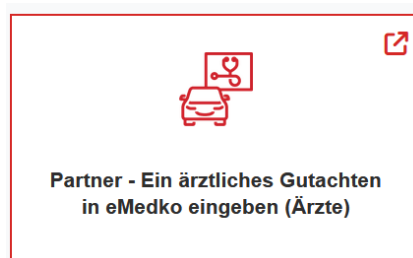 Partner - Ein ärztliches Gutachten
in eMedko eingeben (Ärzte)